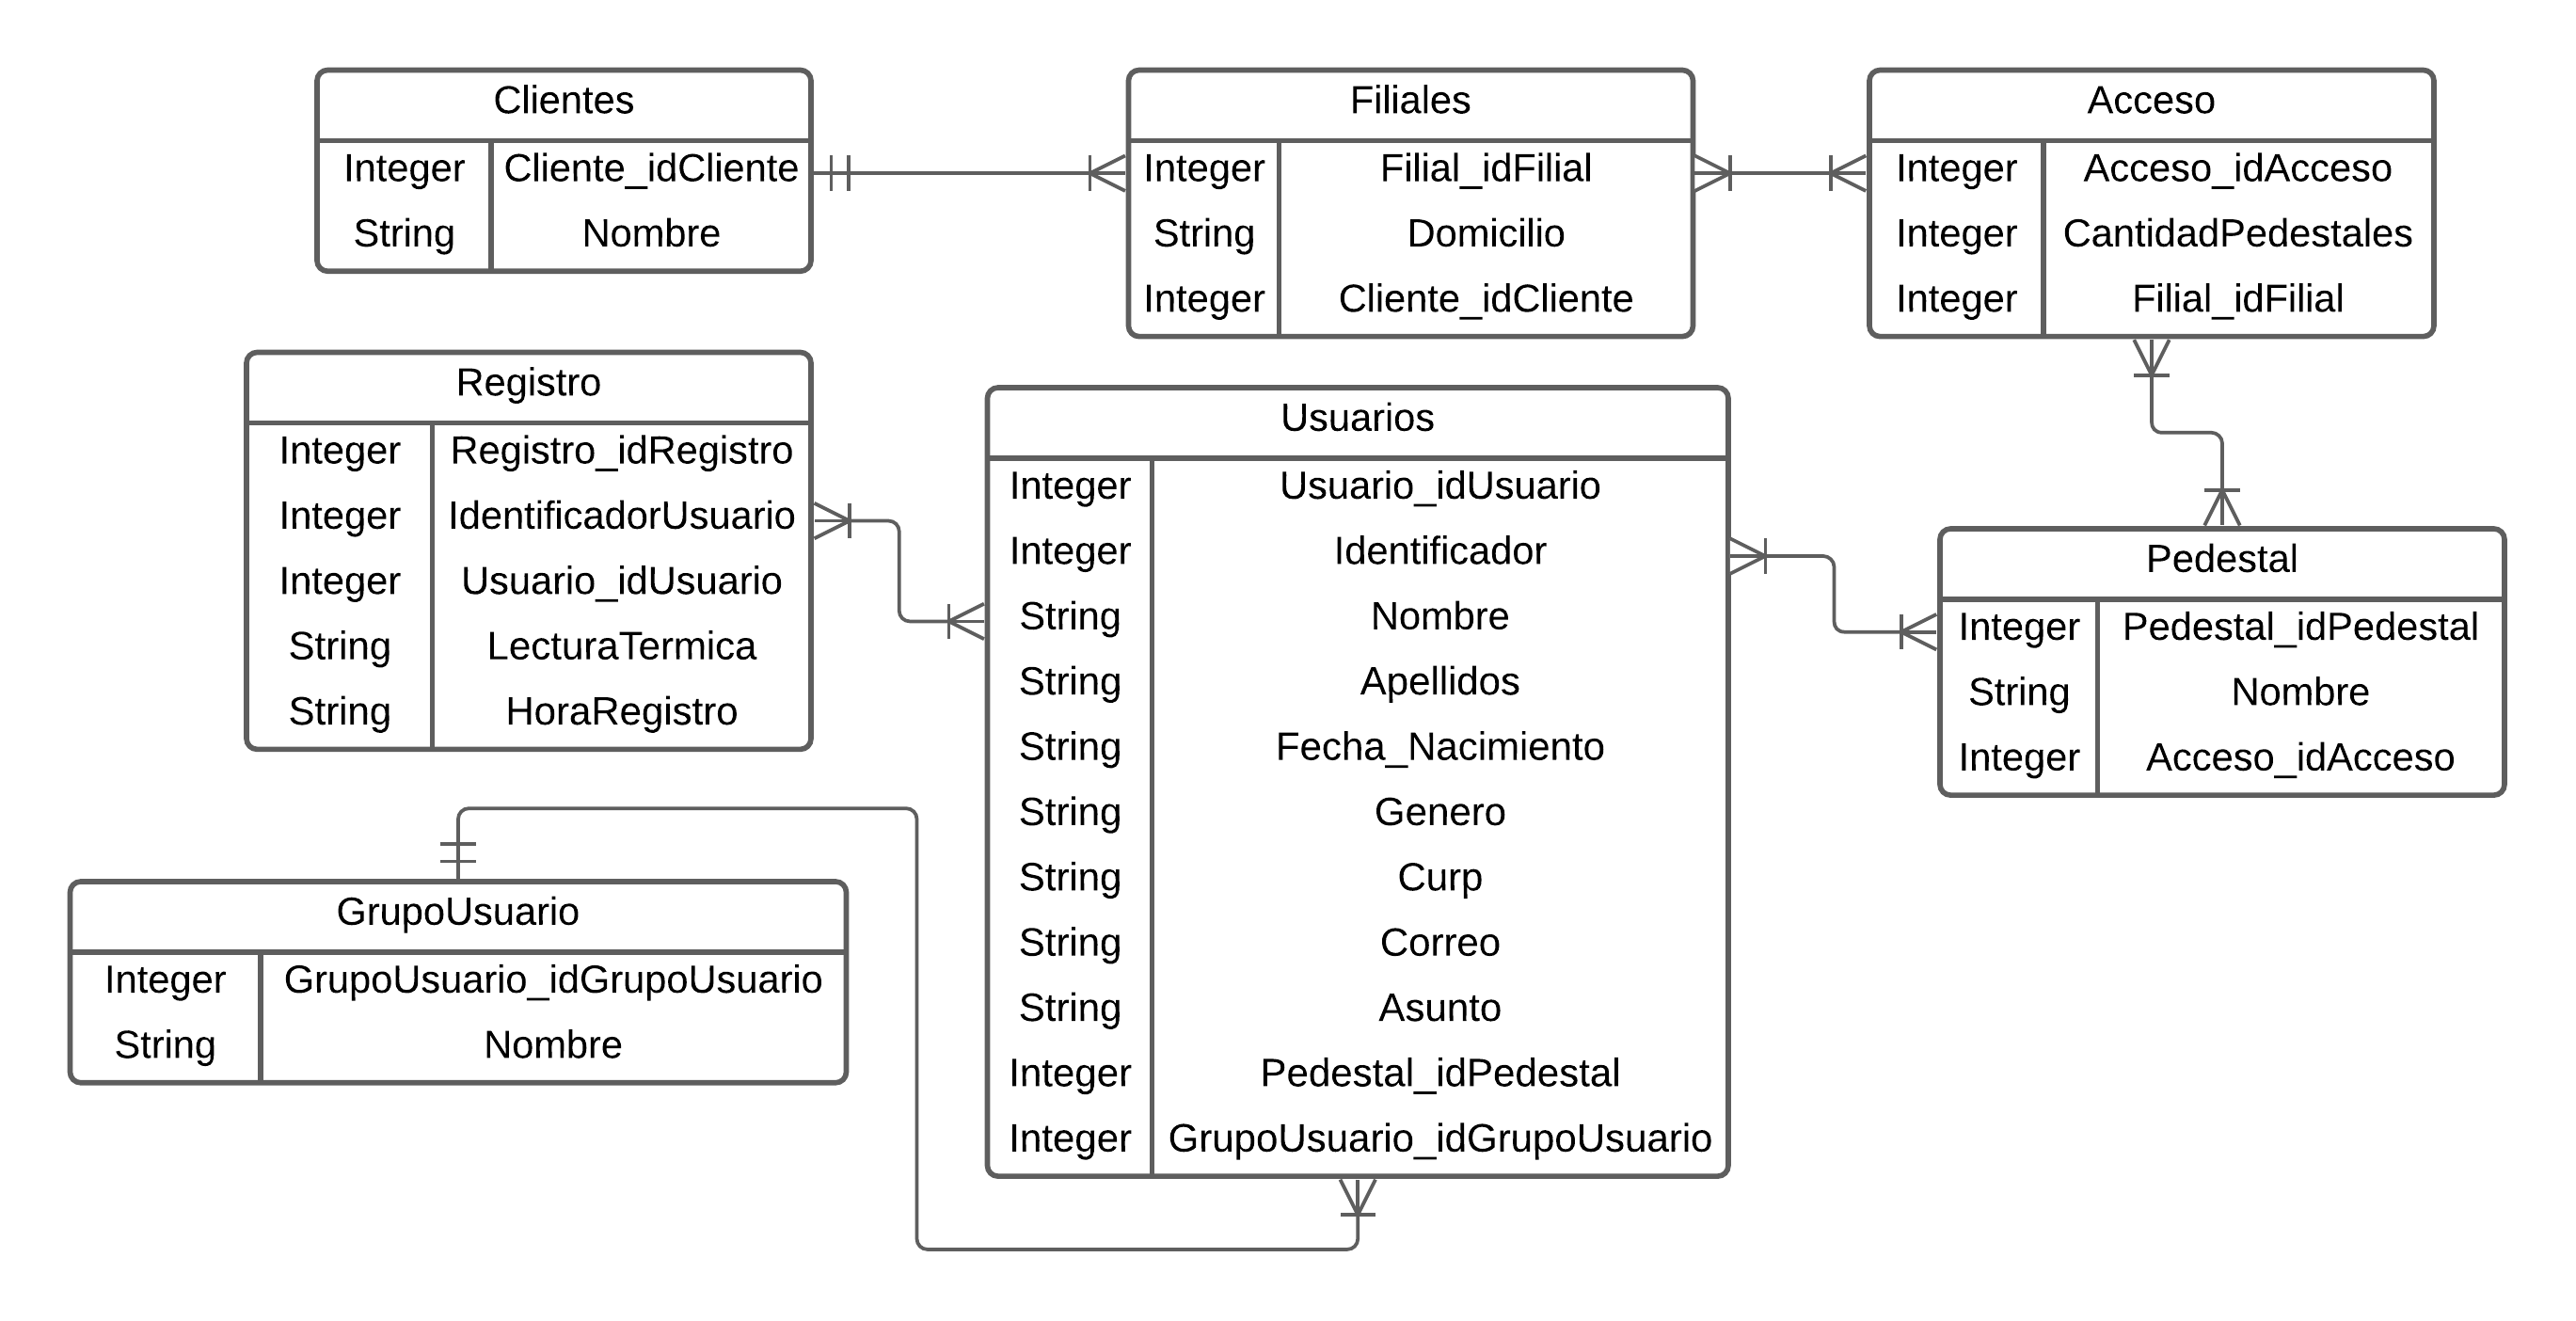 Clientes
Integer Cliente_idCliente
String Nombre
Filiales
Integer Filial_idFilial
String Domicilio
Integer Cliente_idCliente
Acceso
Integer Acceso_idAcceso
Integer CantidadPedestales
Integer Filial_idFilial
Registro
Integer Registro_idRegistro
Integer IdentificadorUsuario
Integer Usuario_idUsuario
String LecturaTermica
String HoraRegistro
Usuarios
Integer Usuario_idUsuario
Integer Identificador
String Nombre
String Apellidos
String Fecha_Nacimiento
String Genero
String Curp
String Correo
String Asunto
Integer Pedestal_idPedestal
Integer GrupoUsuario_idGrupoUsuario
Pedestal
Integer Pedestal_idPedestal
String Nombre
Integer Acceso_idAcceso
GrupoUsuario
Integer GrupoUsuario_idGrupoUsuario
String Nombre